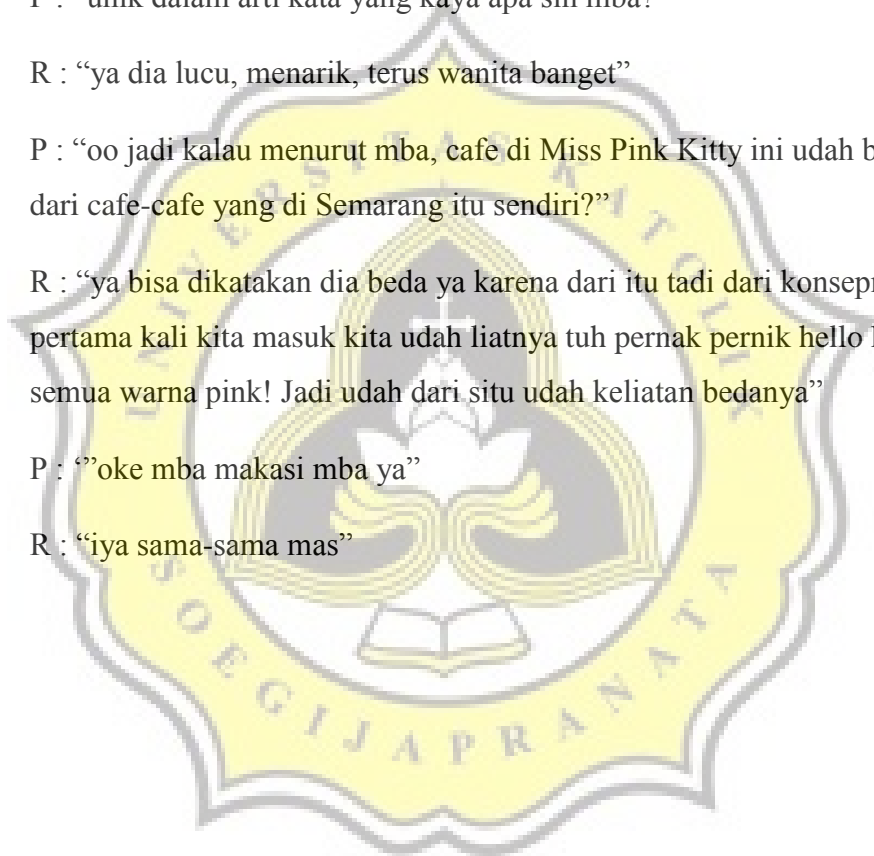 R : “ya dia lucu, menarik, terus wanita banget”
P : “oo jadi kalau menurut mba, cafe di Miss Pink Kitty ini udah
dari cafe-cafe yang di Semarang itu sendiri?”
R : “ya bisa dikatakan dia beda ya karena dari itu tadi dari
pertama kali kita masuk kita udah liatnya tuh pernak pernik hello
semua warna pink! Jadi udah dari situ udah keliatan bedanya”
P : ‘”oke mba makasi mba ya”
R : “iya sama-sama mas”
UNIVERSITAS KATOLIK
SOEGIJAPRANATA